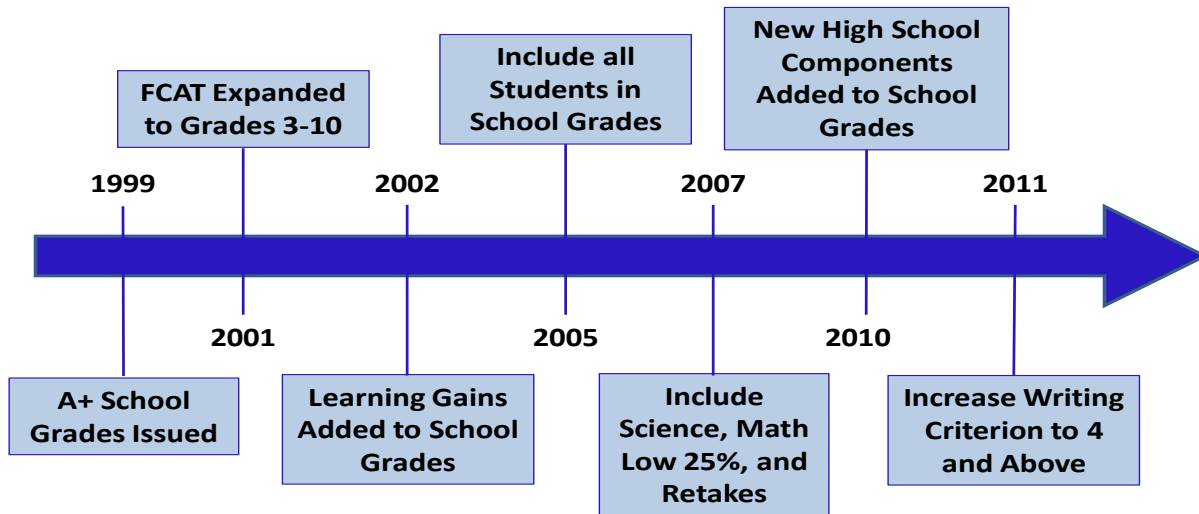 New High School
Components
Added to School
Grades
Include all
Students in
School Grades
FCAT Expanded
to Grades 3-10
1999
2002
2007
2011
2001
2005
2010
A+ School
Grades Issued
Learning Gains
Added to School
Grades
Include
Science, Math
Low 25%, and
Retakes
Increase Writing
Criterion to 4
and Above